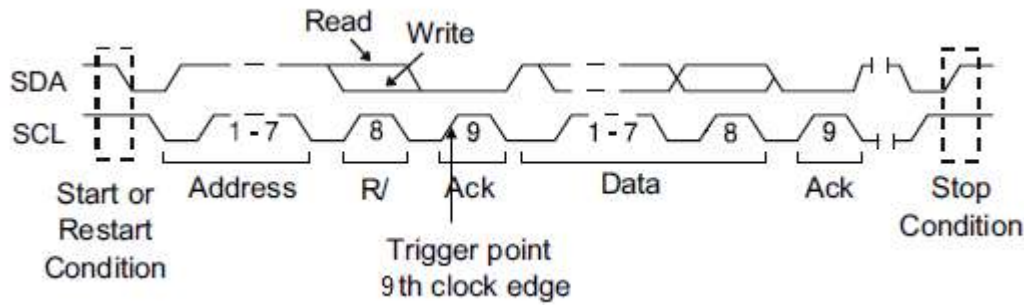 Read
Write
SDA
SCL
1 - 7
8
9
1 - 7
8
9
Address
R/
Ack
Data
Ack
Start or
Restart
Condition
Stop
Condition
Trigger point
9th clock edge